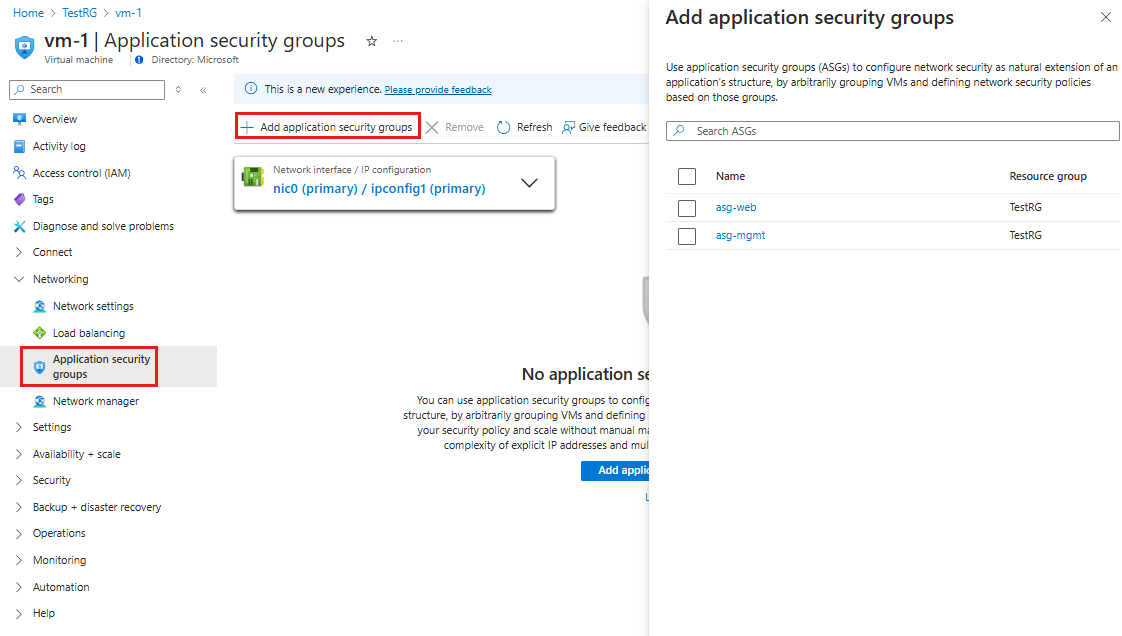 Home > TestRG > vm-1
vm-1 | Application security groups
Virtual machine
Directory: Microsoft
Search
Overview
Activity log
Access control (IAM)
Tags
Diagnose and solve problems
Connect
Networking
Network settings
Load balancing
Application security
groups
Network manager
Settings
Availability + scale
Security
Backup + disaster recovery
Operations
Monitoring
Automation
Help
This is a new experience. Please provide feedback
Add application security groups
Remove
Refresh
Give feedback
Network interface / IP configuration
nic0 (primary) / ipconfig1 (primary)
No application se
You can use application security groups to config
structure, by arbitrarily grouping VMs and defining
your security policy and scale without manual ma
complexity of explicit IP addresses and mul
Add applic
Add application security groups
Use application security groups (ASGs) to configure network security as natural extension of an
application's structure, by arbitrarily grouping VMs and defining network security policies
based on those groups.
Search ASGs
Name Resource group
asg-web TestRG
asg-mgmt TestRG